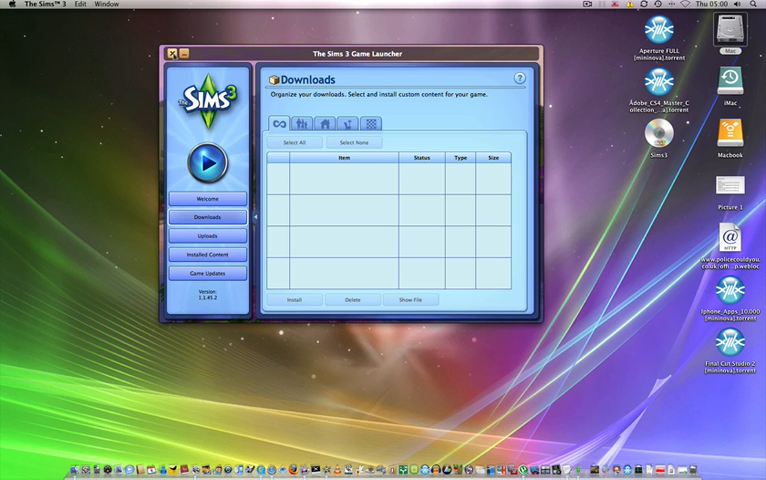 The Sims™ 3 Edit Window
Thu 05:00
The Sims 3 Game Launcher
The Sims 3
Welcome
Downloads
Uploads
Installed Content
Game Updates
Version:
1.1.45.2
Downloads
?
Organize your downloads. Select and install custom content for your game.
Select All Select None
Item Status Type Size
Install Delete Show File
Aperture FULL
[mininova].torrent
Adobe_CS4_Master_C
ollection_...a].torrent
Sims3
Mac
iMac
Macbook
Picture 1
@
HTTP
www.policecouldyou.
co.uk:/offi...p.webloc
Iphone_Apps_10,000
[mininova].torrent
Final Cut Studio 2
[mininova].torrent